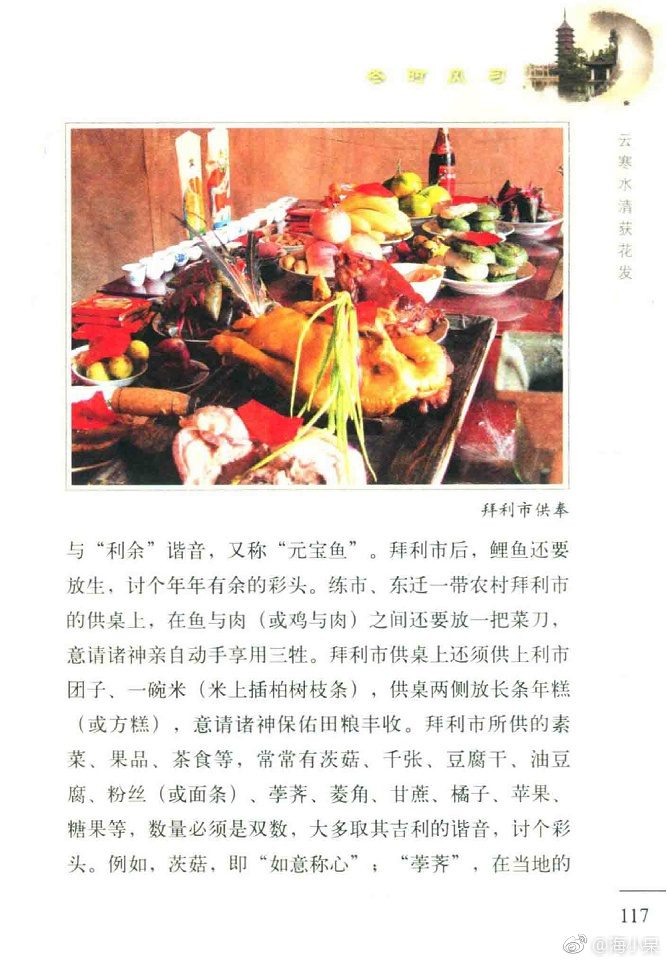 冬时风习
云寒水清荻花发
拜利市供奉
与“利余”谐音，又称“元宝鱼”。拜利市后，鲤鱼还要
放生，讨个年年有余的彩头。练市、东迁一带农村拜利市
的供桌上，在鱼与肉（或鸡与肉）之间还要放一把菜刀，
意请诸神亲自动手享用三牲。拜利市供桌上还须供上利市
团子、一碗米（米上插柏树枝条），供桌两侧放长条年糕
（或方糕），意请诸神保佑田粮丰收。拜利市所供的素
菜、果品、茶食等，常常有茨菇、千张、豆腐干、油豆
腐、粉丝（或面条）、荸荠、菱角、甘蔗、橘子、苹果、
糖果等，数量必须是双数，大多取其吉利的谐音，讨个彩
头。例如，茨菇，即“如意称心”；“荸荠”，在当地的
117
@海小杲